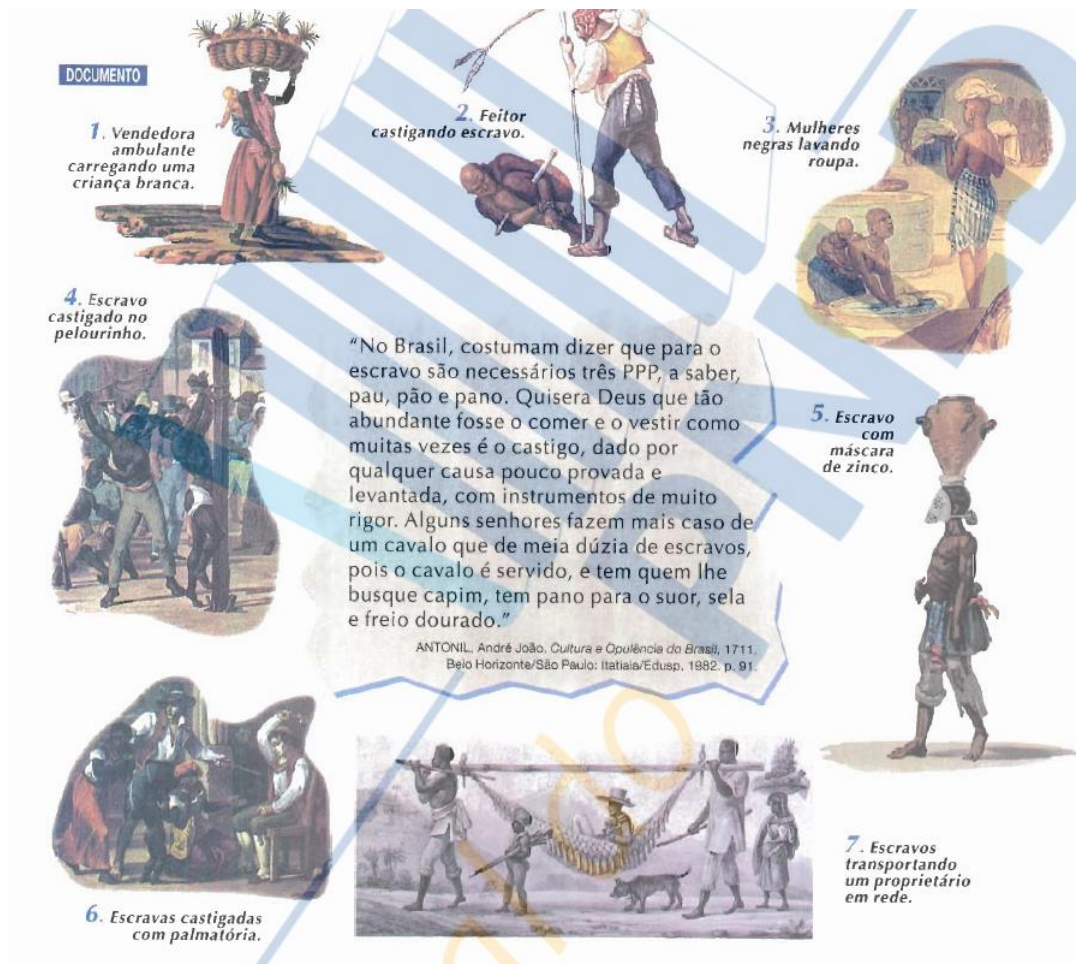 DOCUMENTO
1. Vendedora
ambulante
carregando uma
criança branca.
2. Feitor
castigando escravo.
3. Mulheres
negras lavando
roupa.
4. Escravo
castigado no
pelourinho.
"No Brasil, costumam dizer que para o
escravo são necessários três PPP, a saber,
pau, pão e pano. Quisera Deus que tão
abundante fosse o comer e o vestir como
muitas vezes é o castigo, dado por
qualquer causa pouco provada e
levantada, com instrumentos de muito
rigor. Alguns senhores fazem mais caso de
um cavalo que de meia dúzia de escravos,
pois o cavalo é servido, e tem quem lhe
busque capim, tem pano para o suor, sela
e freio dourado."
ANTONIL, André João, Cultura e Opulência do Brasil, 1711.
Belo Horizonte/São Paulo: Itatiaia/Edusp, 1982. p. 91.
5. Escravo
com
máscara
de zinco.
6. Escravas castigadas
com palmatória.
7. Escravos
transportando
um proprietário
em rede.
PNLD